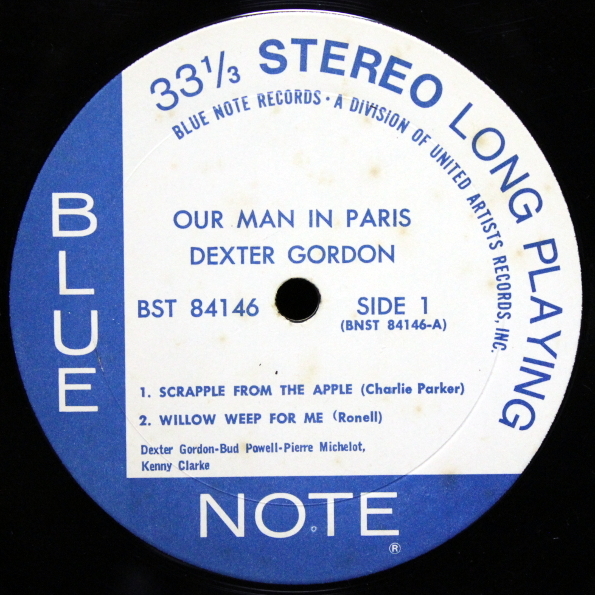 33⅓ STEREO LONG PLAYING
BLUE NOTE RECORDS • A DIVISION OF UNITED ARTISTS RECORDS, INC.
OUR MAN IN PARIS
DEXTER GORDON
BST 84146
SIDE 1
(BNST 84146-A)
1. SCRAPPLE FROM THE APPLE (Charlie Parker)
2. WILLOW WEEP FOR ME (Ronell)
Dexter Gordon-Bud Powell-Pierre Michelot,
Kenny Clarke
BLUE
NOTE
®